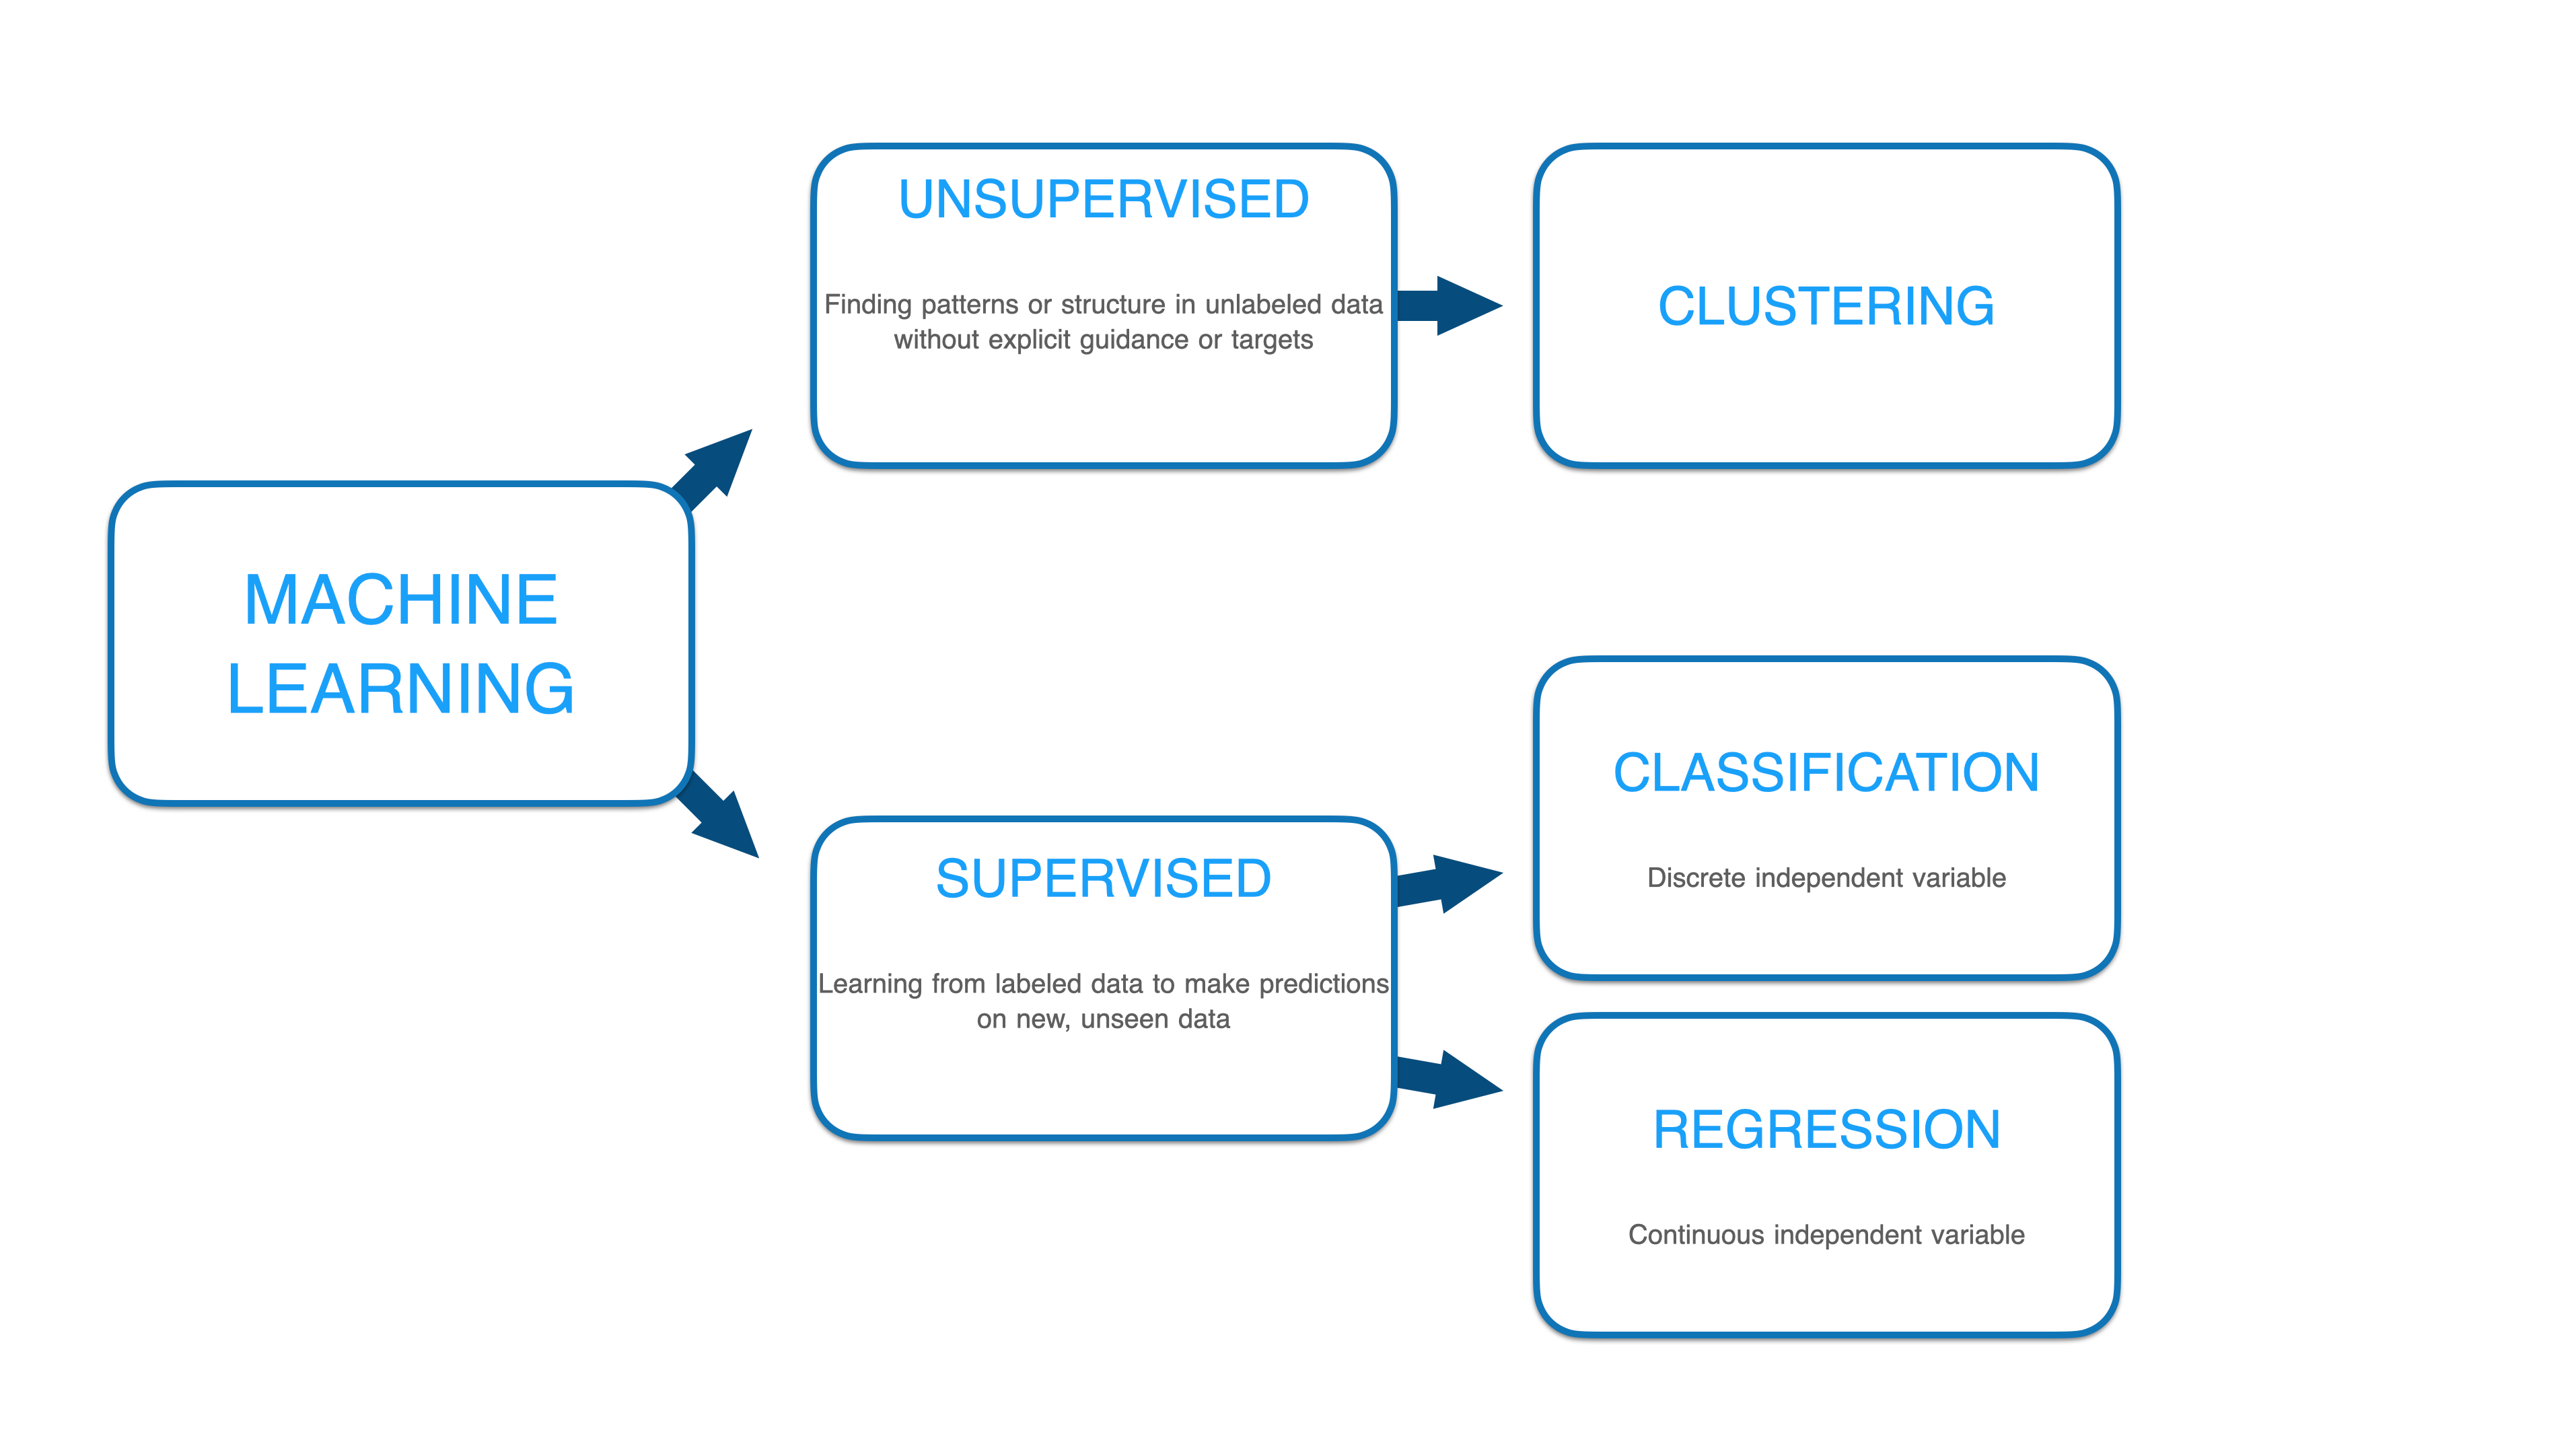 MACHINE
LEARNING
UNSUPERVISED
Finding patterns or structure in unlabeled data
without explicit guidance or targets
CLUSTERING
SUPERVISED
Learning from labeled data to make predictions
on new, unseen data
CLASSIFICATION
Discrete independent variable
REGRESSION
Continuous independent variable